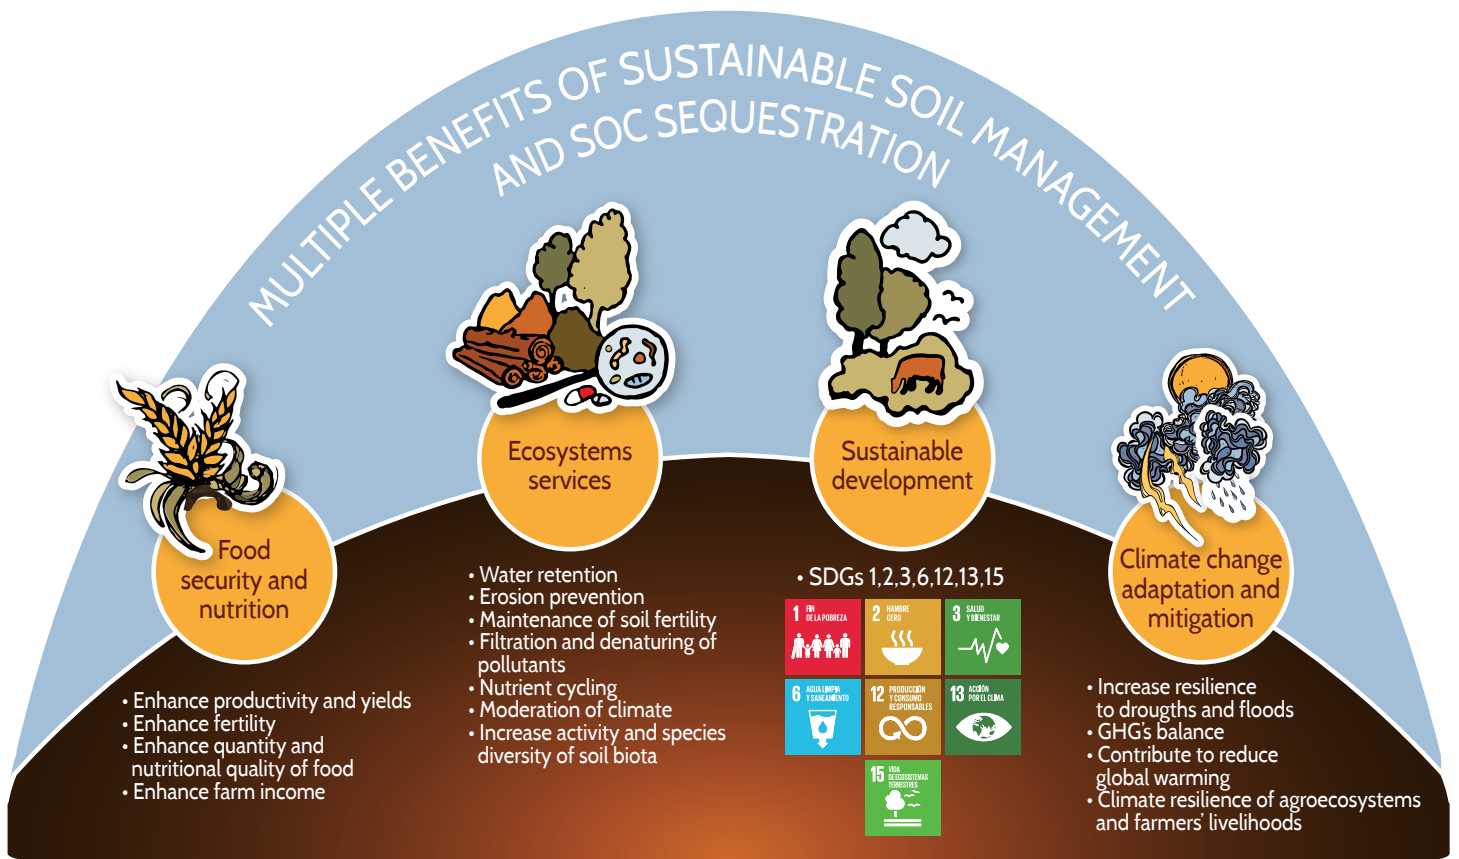 MULTIPLE BENEFITS OF SUSTAINABLE SOIL MANAGEMENT
AND SOC SEQUESTRATION
Food
security and
nutrition
• Enhance productivity and yields
• Enhance fertility
• Enhance quantity and
nutritional quality of food
• Enhance farm income
Ecosystems
services
• Water retention
• Erosion prevention
• Maintenance of soil fertility
• Filtration and denaturing of
pollutants
• Nutrient cycling
• Moderation of climate
• Increase activity and species
diversity of soil biota
Sustainable
development
• SDGs 1,2,3,6,12,13,15
1 FIN
DE LA POBREZA
2 HAMBRE
CERO
3 SALUD
Y BIENESTAR
6 AGUA LIMPIA
Y SANEAMIENTO
12 PRODUCCIÓN
Y CONSUMO
RESPONSABLES
13 ACCIÓN
POR EL CLIMA
15 VIDA
DE ECOSISTEMAS
TERRESTRES
Climate change
adaptation and
mitigation
• Increase resilience
to drougths and floods
• GHG's balance
• Contribute to reduce
global warming
• Climate resilience of agroecosystems
and farmers' livelihoods